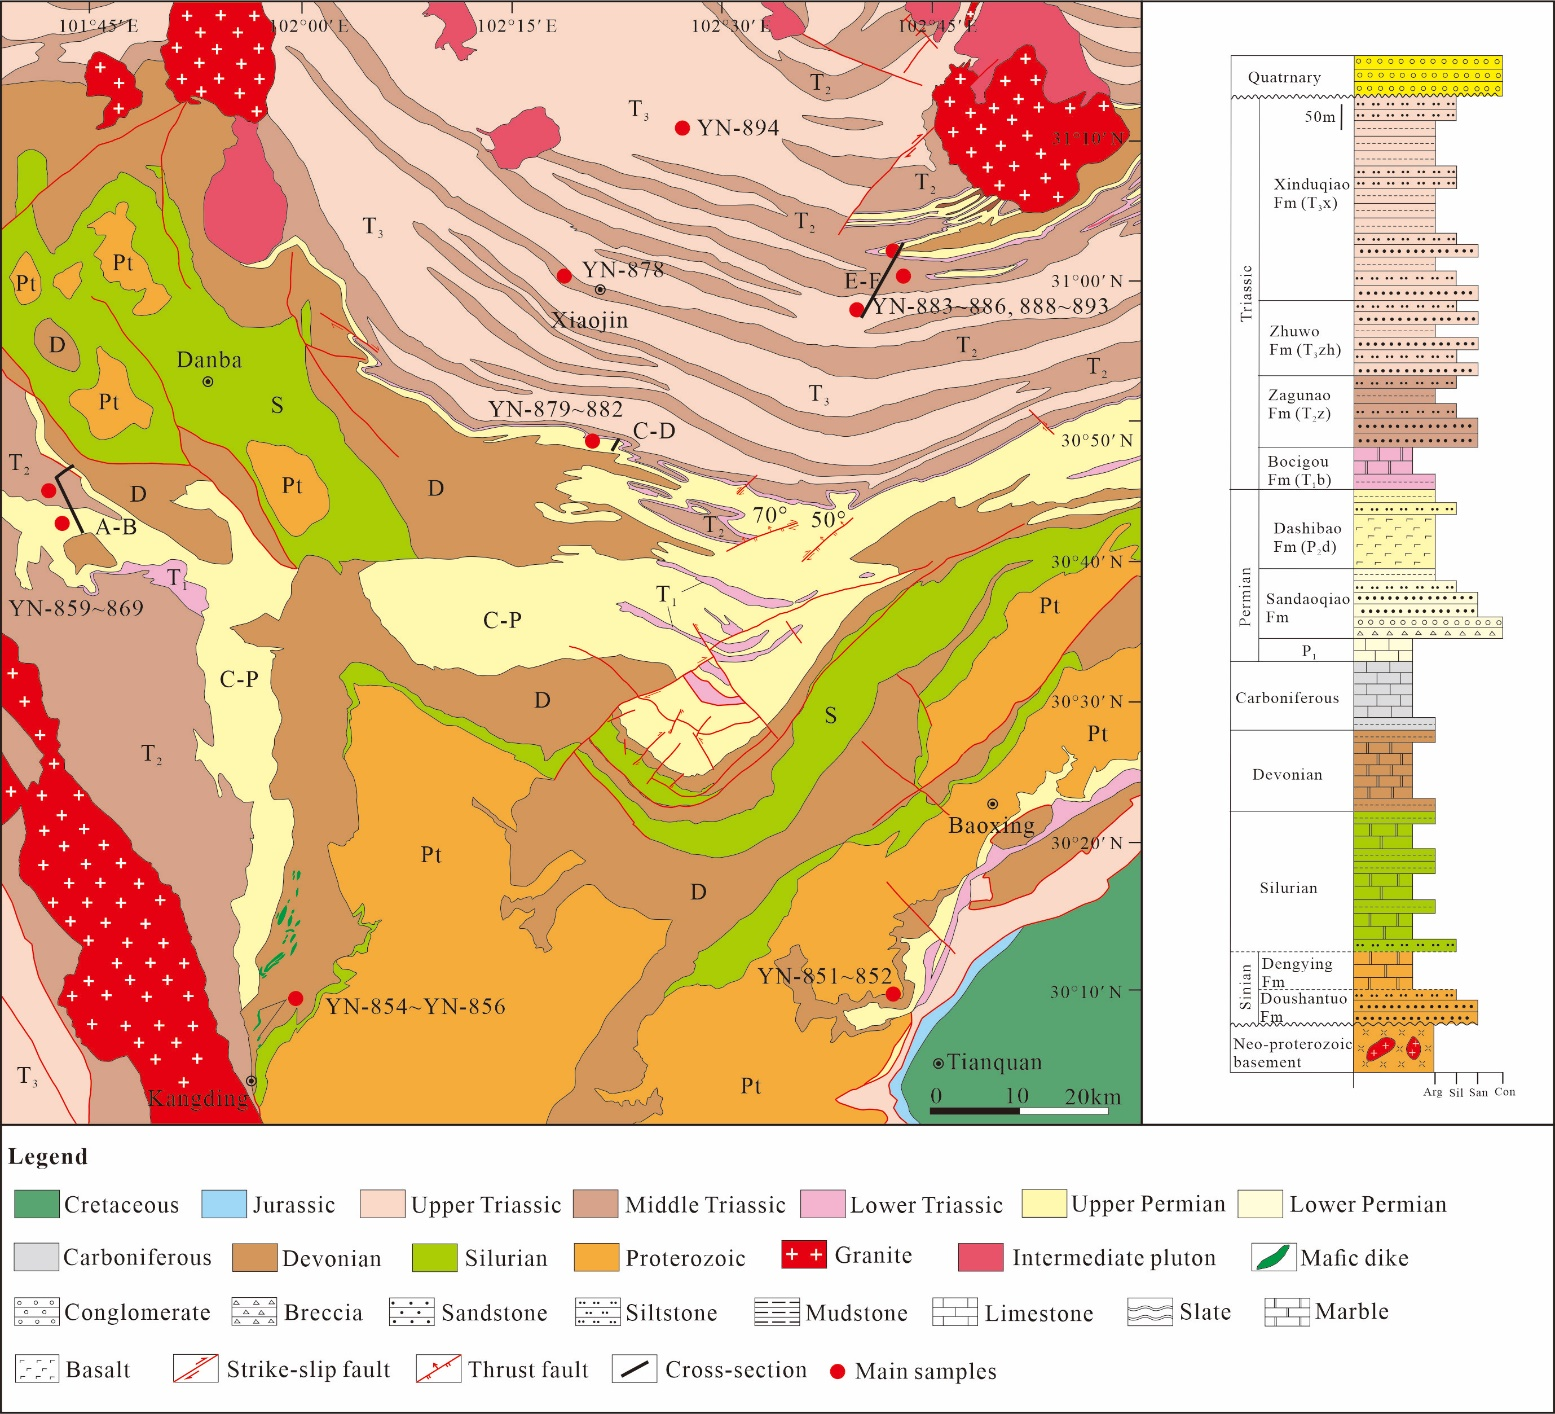 101°45′E
102°00′E
102°15′E
102°30′E
102°45′E
T2
T3
YN-894
31°10′N
T2
T3
T2
Pt
Pt
YN-878
E-F
31°00′N
YN-883~886, 888~893
Xiaojin
D
Danba
T2
T2
Pt
S
T3
YN-879~882
C-D
30°50′N
T2
D
Pt
D
A-B
T2
70°
50°
30°40′N
T1
YN-859~869
T1
Pt
C-P
C-P
D
S
30°30′N
Pt
T2
Baoxing
30°20′N
Pt
D
YN-851~852
30°10′N
YN-854~YN-856
Tianquan
T3
Pt
Kangding
0 10 20km
Quatrnary
50m
Triassic
Xinduqiao
Fm (T3x)
Zhuwo
Fm (T3zh)
Zagunao
Fm (T2z)
Bocigou
Fm (T1b)
Permian
Dashibao
Fm (P2d)
Sandaoqiao
Fm
P1
Carboniferous
Devonian
Silurian
Sinian
Dengying
Fm
Doushantuo
Fm
Neo-proterozoic
basement
Arg Sil San Con
Legend
Cretaceous Jurassic Upper Triassic Middle Triassic Lower Triassic Upper Permian Lower Permian
Carboniferous Devonian Silurian Proterozoic Granite Intermediate pluton Mafic dike
Conglomerate Breccia Sandstone Siltstone Mudstone Limestone Slate Marble
Basalt Strike-slip fault Thrust fault Cross-section Main samples